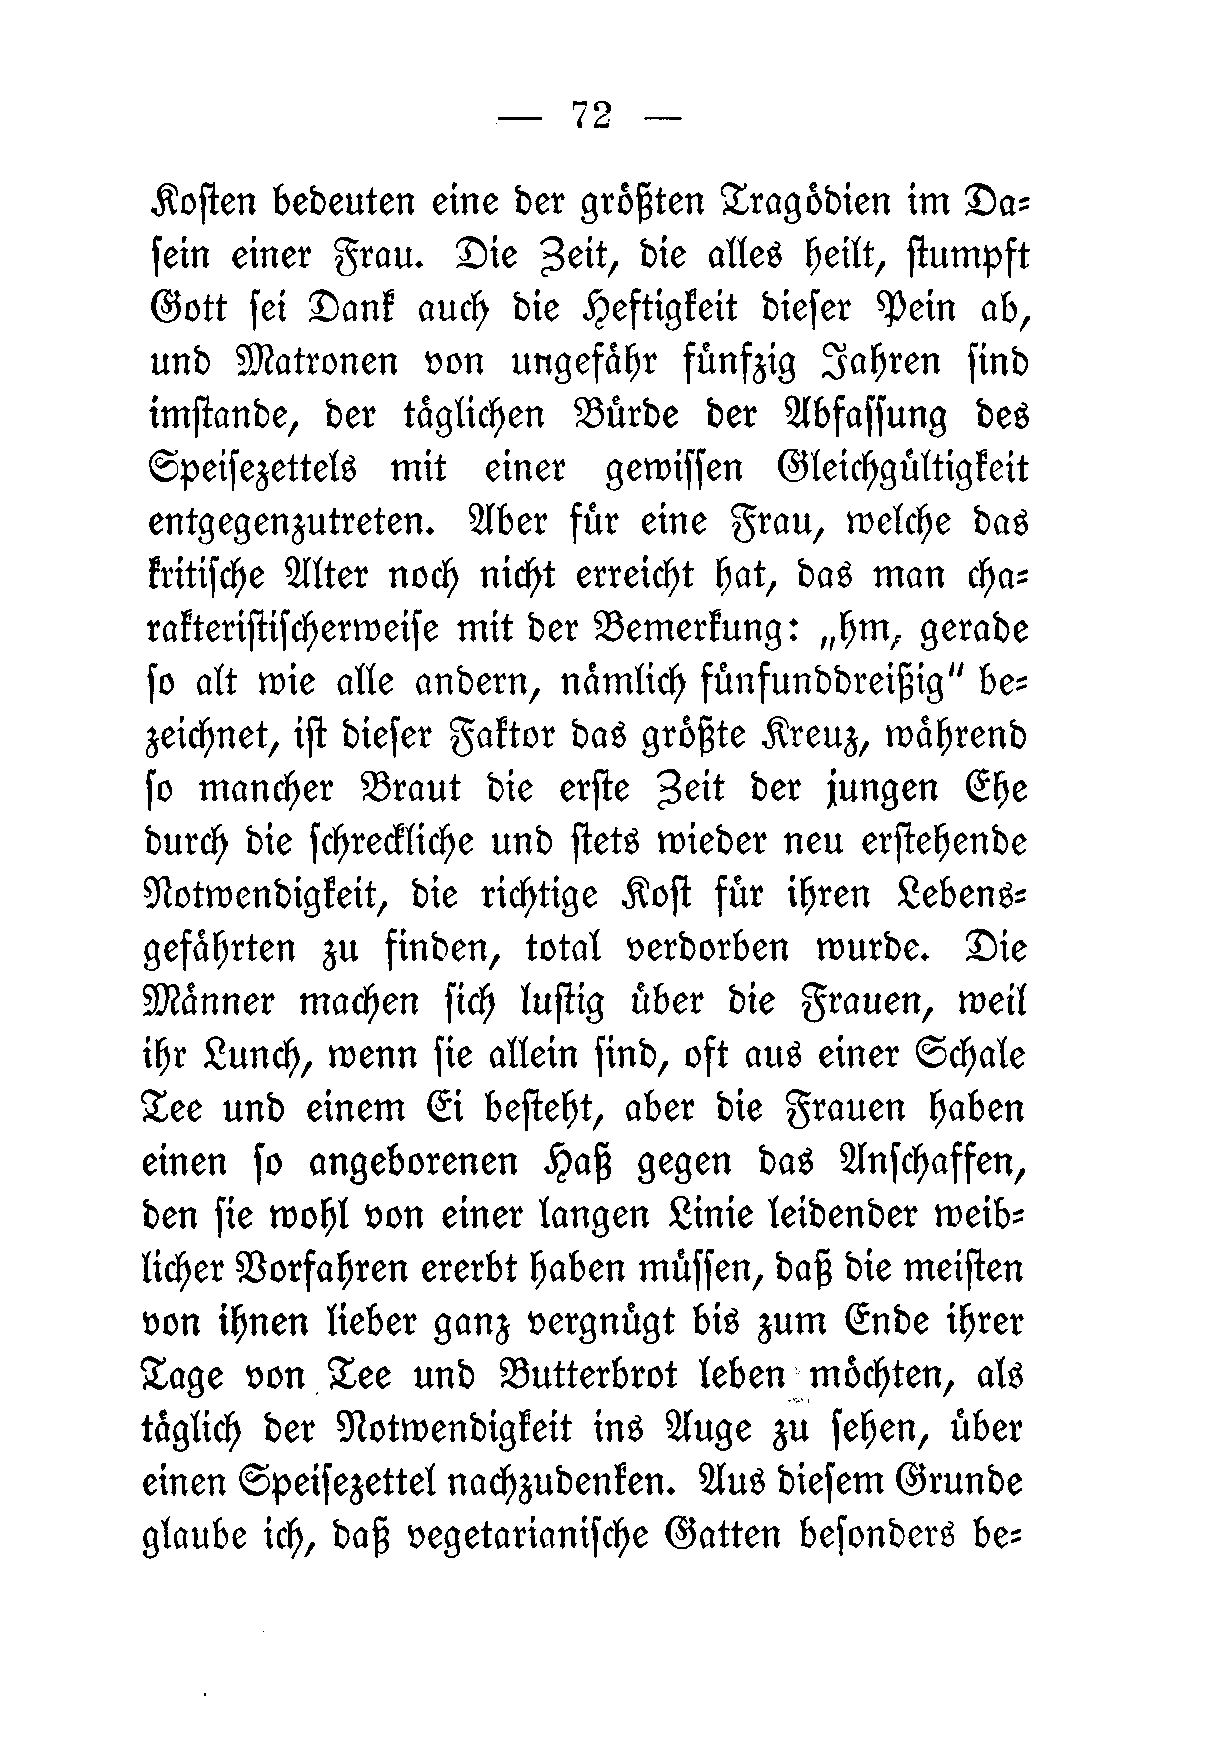 — 72 —
Koſten bedeuten eine der größten Tragödien im Da⸗
ſein einer Frau. Die Zeit, die alles heilt, ſtumpft
Gott ſei Dank auch die Heftigkeit dieſer Pein ab,
und Matronen von ungefähr fünfzig Jahren ſind
imſtande, der täglichen Bürde der Abfaſſung des
Speiſezettels mit einer gewiſſen Gleichgültigkeit
entgegenzutreten. Aber für eine Frau, welche das
kritiſche Alter noch nicht erreicht hat, das man cha⸗
rakteriſtiſcherweiſe mit der Bemerkung: „hm, gerade
ſo alt wie alle andern, nämlich fünfunddreißig" be⸗
zeichnet, iſt dieſer Faktor das größte Kreuz, während
ſo mancher Braut die erſte Zeit der jungen Ehe
durch die ſchreckliche und ſtets wieder neu erſtehende
Notwendigkeit, die richtige Koſt für ihren Lebens⸗
gefährten zu finden, total verdorben wurde. Die
Männer machen ſich luſtig über die Frauen, weil
ihr Lunch, wenn ſie allein ſind, oft aus einer Schale
Tee und einem Ei beſteht, aber die Frauen haben
einen ſo angeborenen Haß gegen das Anſchaffen,
den ſie wohl von einer langen Linie leidender weib⸗
licher Vorfahren ererbt haben müſſen, daß die meiſten
von ihnen lieber ganz vergnügt bis zum Ende ihrer
Tage von Tee und Butterbrot leben möchten, als
täglich der Notwendigkeit ins Auge zu ſehen, über
einen Speiſezettel nachzudenken. Aus dieſem Grunde
glaube ich, daß vegetarianiſche Gatten beſonders be⸗